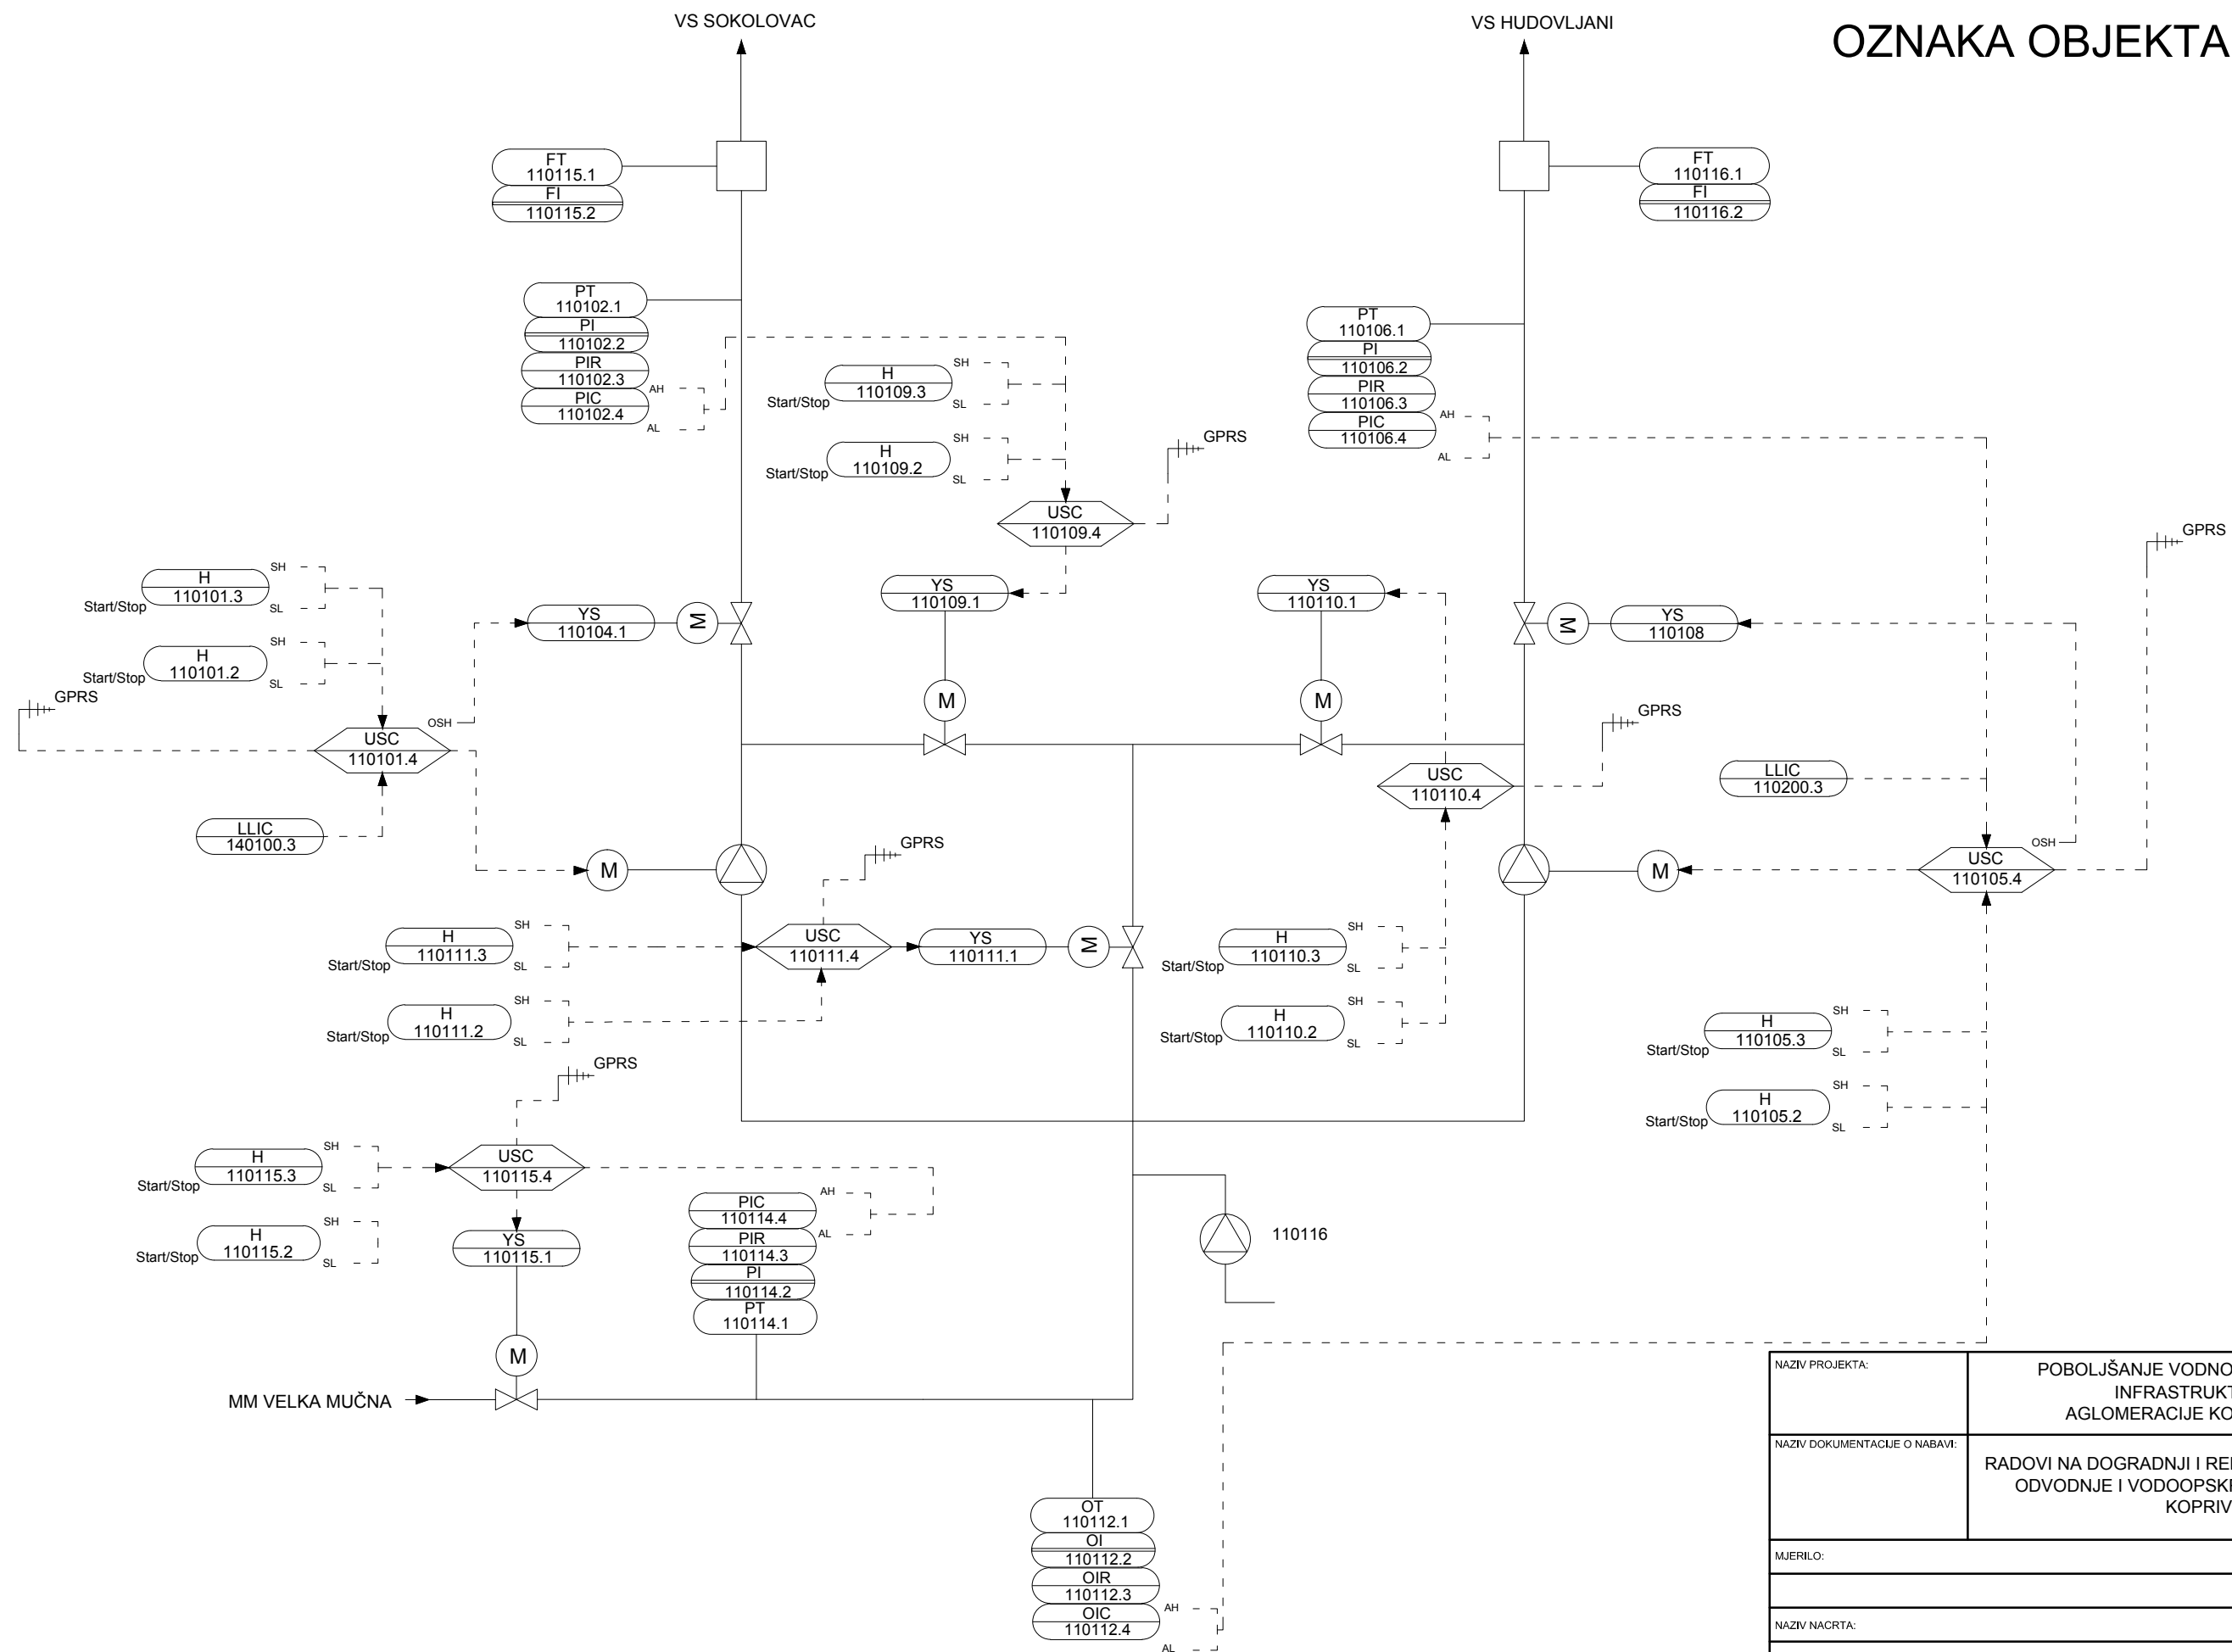 VS SOKOLOVAC
VS HUDOVLJANI
OZNAKA OBJEKTA
FT
110115.1
FI
110115.2
FT
110116.1
FI
110116.2
PT
110102.1
PI
110102.2
PIR
110102.3
PIC
110102.4
AH
AL
H
110109.3
Start/Stop
SH
SL
H
110109.2
Start/Stop
SH
SL
GPRS
USC
110109.4
PT
110106.1
PI
110106.2
PIR
110106.3
PIC
110106.4
AH
AL
GPRS
H
110101.3
Start/Stop
SH
SL
H
110101.2
Start/Stop
SH
SL
GPRS
USC
110101.4
OSH
LLIC
140100.3
YS
110104.1
M
YS
110109.1
M
YS
110110.1
M
M
YS
110108
GPRS
USC
110110.4
LLIC
110200.3
OSH
USC
110105.4
M
M
GPRS
H
110111.3
Start/Stop
SH
SL
USC
110111.4
YS
110111.1
M
H
110111.2
Start/Stop
SH
SL
H
110110.3
Start/Stop
SH
SL
H
110110.2
Start/Stop
SH
SL
H
110105.3
Start/Stop
SH
SL
H
110105.2
Start/Stop
SH
SL
GPRS
H
110115.3
Start/Stop
SH
SL
USC
110115.4
H
110115.2
Start/Stop
SH
SL
YS
110115.1
M
PIC
110114.4
AH
AL
PIR
110114.3
PI
110114.2
PT
110114.1
110116
MM VELKA MUČNA
OT
110112.1
OI
110112.2
OIR
110112.3
OIC
110112.4
AH
AL
NAZIV PROJEKTA:
POBOLJŠANJE VODNO
INFRASTRUKT
AGLOMERACIJE KO
NAZIV DOKUMENTACIJE O NABAVI:
RADOVI NA DOGRADNJI I REI
ODVODNJE I VODOOPSK
KOPRIV
MJERILO:
NAZIV NACRTA: